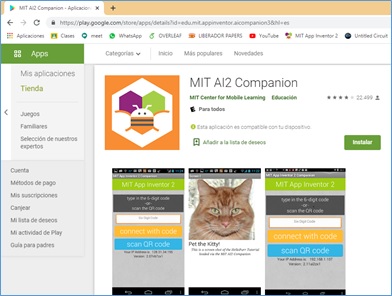 MIT AI2 Companion - Aplicacion
https://play.google.com/store/apps/details?id=edu.mit.appinventor.aicompanion3&hl=es
Aplicaciones Clases classroom meet WhatsApp OVERLEAF LIBERADOR PAPERS YouTube MIT App Inventor 2 Untitled Circuit
Apps
Categorías Inicio Más populares Novedades
Mis aplicaciones
Tienda
Juegos
Familiares
Selección de nuestros expertos
Cuenta
Métodos de pago
Mis suscripciones
Canjear
Mi lista de deseos
Mi actividad de Play
Guía para padres
MIT AI2 Companion
MIT Center for Mobile Learning Educación
22.499
Para todos
Esta aplicación es compatible con tu dispositivo.
Añadir a la lista de deseos
Instalar
MIT App Inventor 2
type in the 6-digit code
-or-
scan the QR code
Six Digit Code
connect with code
scan QR code
Pet the Kitty!
MIT App Inventor 2
type in the 6-digit code
-or-
scan the QR code
connect with code
scan QR code